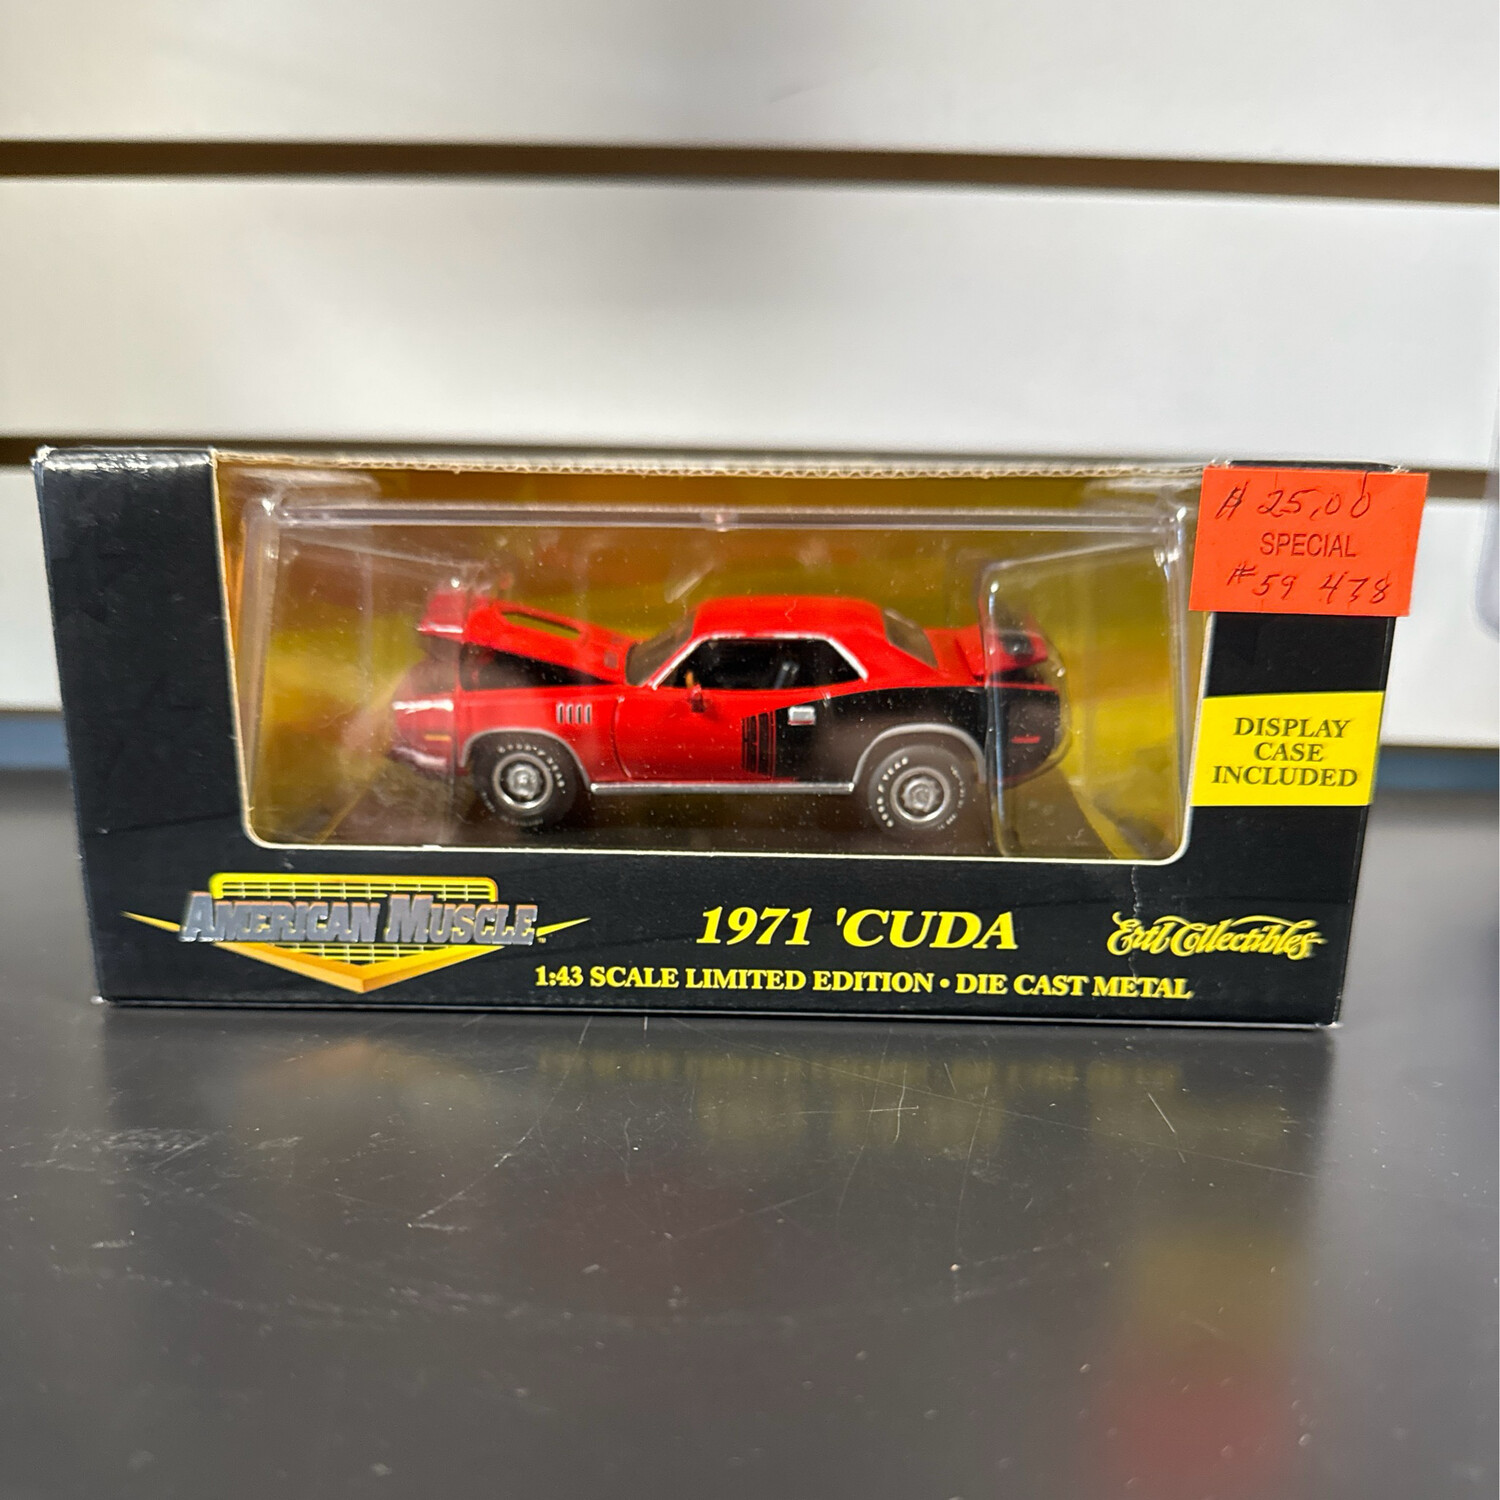 # 25.00
SPECIAL
# 59 478
DISPLAY
CASE
INCLUDED
AMERICAN MUSCLE
1971 'CUDA
Ertl Collectibles
1:43 SCALE LIMITED EDITION • DIE CAST METAL